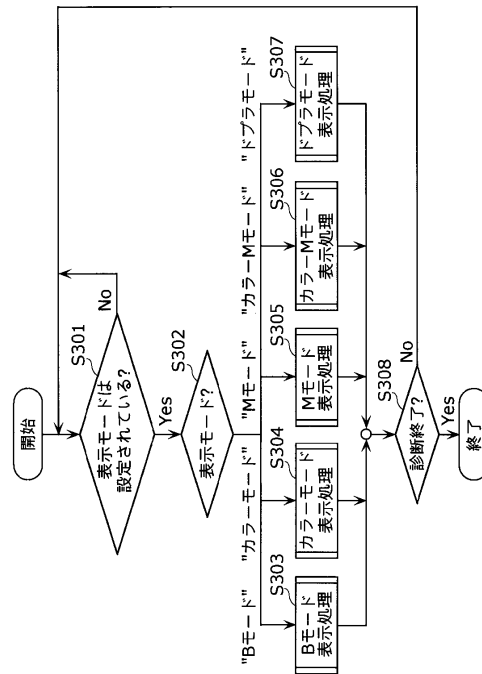 開始
S301
表示モードは
設定されている?
No
Yes
S302
表示モード?
"Bモード"
"カラーモード"
"Mモード"
"カラーMモード"
"ドプラモード"
S303
Bモード
表示処理
S304
カラーモード
表示処理
S305
Mモード
表示処理
S306
カラーMモード
表示処理
S307
ドプラモード
表示処理
S308
診断終了?
No
Yes
終了